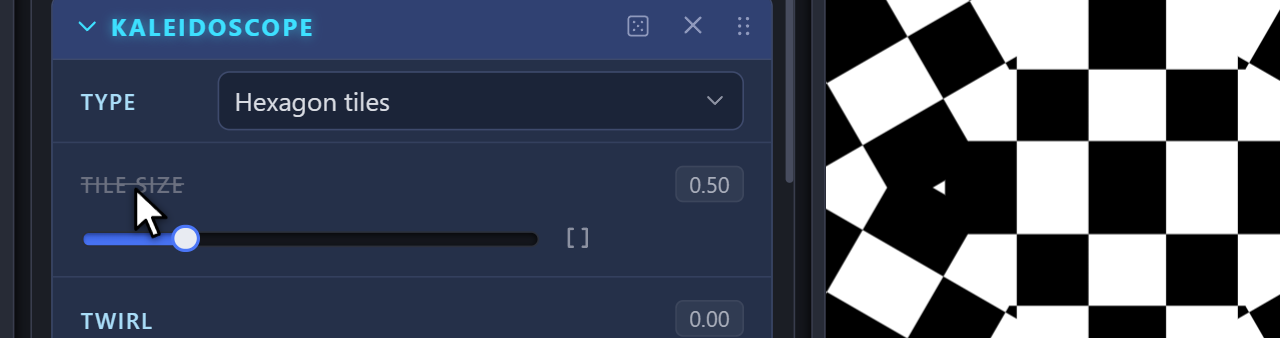 KALEIDOSCOPE
TYPE Hexagon tiles
TILE SIZE 0.50
[ ]
TWIRL 0.00